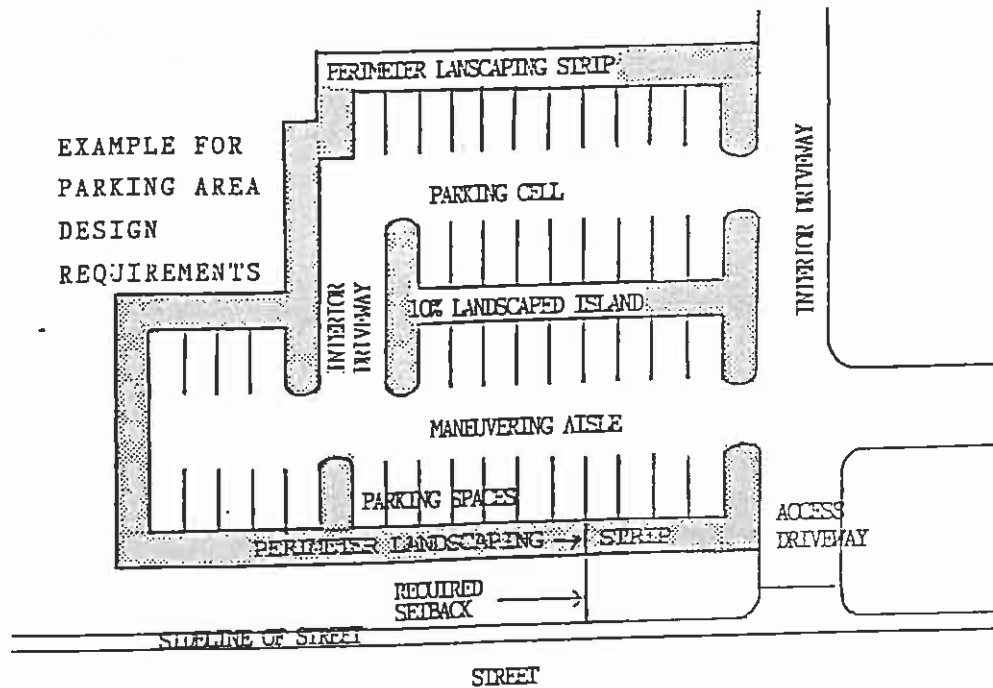 PERIMETER LANSCAPING STRIP
EXAMPLE FOR
PARKING AREA
DESIGN
REQUIREMENTS
PARKING CELL
INTERIOR DRIVEWAY
INTERIOR
DRIVEWAY
10% LANDSCAPED ISLAND
MANEUVERING AISLE
PARKING SPACES
ACCESS
DRIVEWAY
PERIMETER LANDSCAPING → STRIP
REQUIRED
SETBACK
SIDELINE OF STREET
STREET